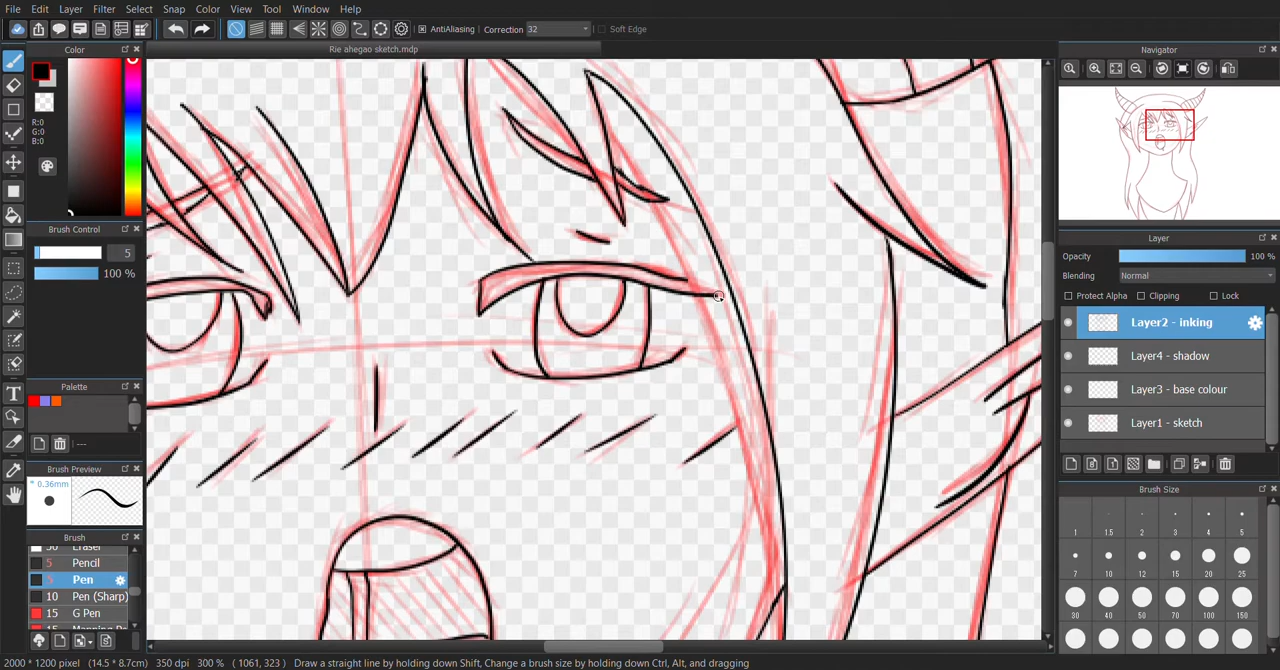 File Edit Layer Filter Select Snap Color View Tool Window Help
AntiAliasing Correction 32 Soft Edge
Color
R:0
G:0
B:0
Brush Control
5
100 %
Palette
---
Brush Preview
* 0.36mm
Brush
50 Eraser
5 Pencil
5 Pen
10 Pen (Sharp)
15 G Pen
15 Mapping Pen
Rie ahegao sketch.mdp
Navigator
Layer
Opacity 100 %
Blending Normal
Protect Alpha Clipping Lock
Layer2 - inking
Layer4 - shadow
Layer3 - base colour
Layer1 - sketch
Brush Size
1 1.5 2 3 4 5
7 10 12 15 20 25
30 40 50 70 100 150
2000 * 1200 pixel (14.5 * 8.7cm) 350 dpi 300 % ( 1061, 323 ) Draw a straight line by holding down Shift, Change a brush size by holding down Ctrl, Alt, and dragging